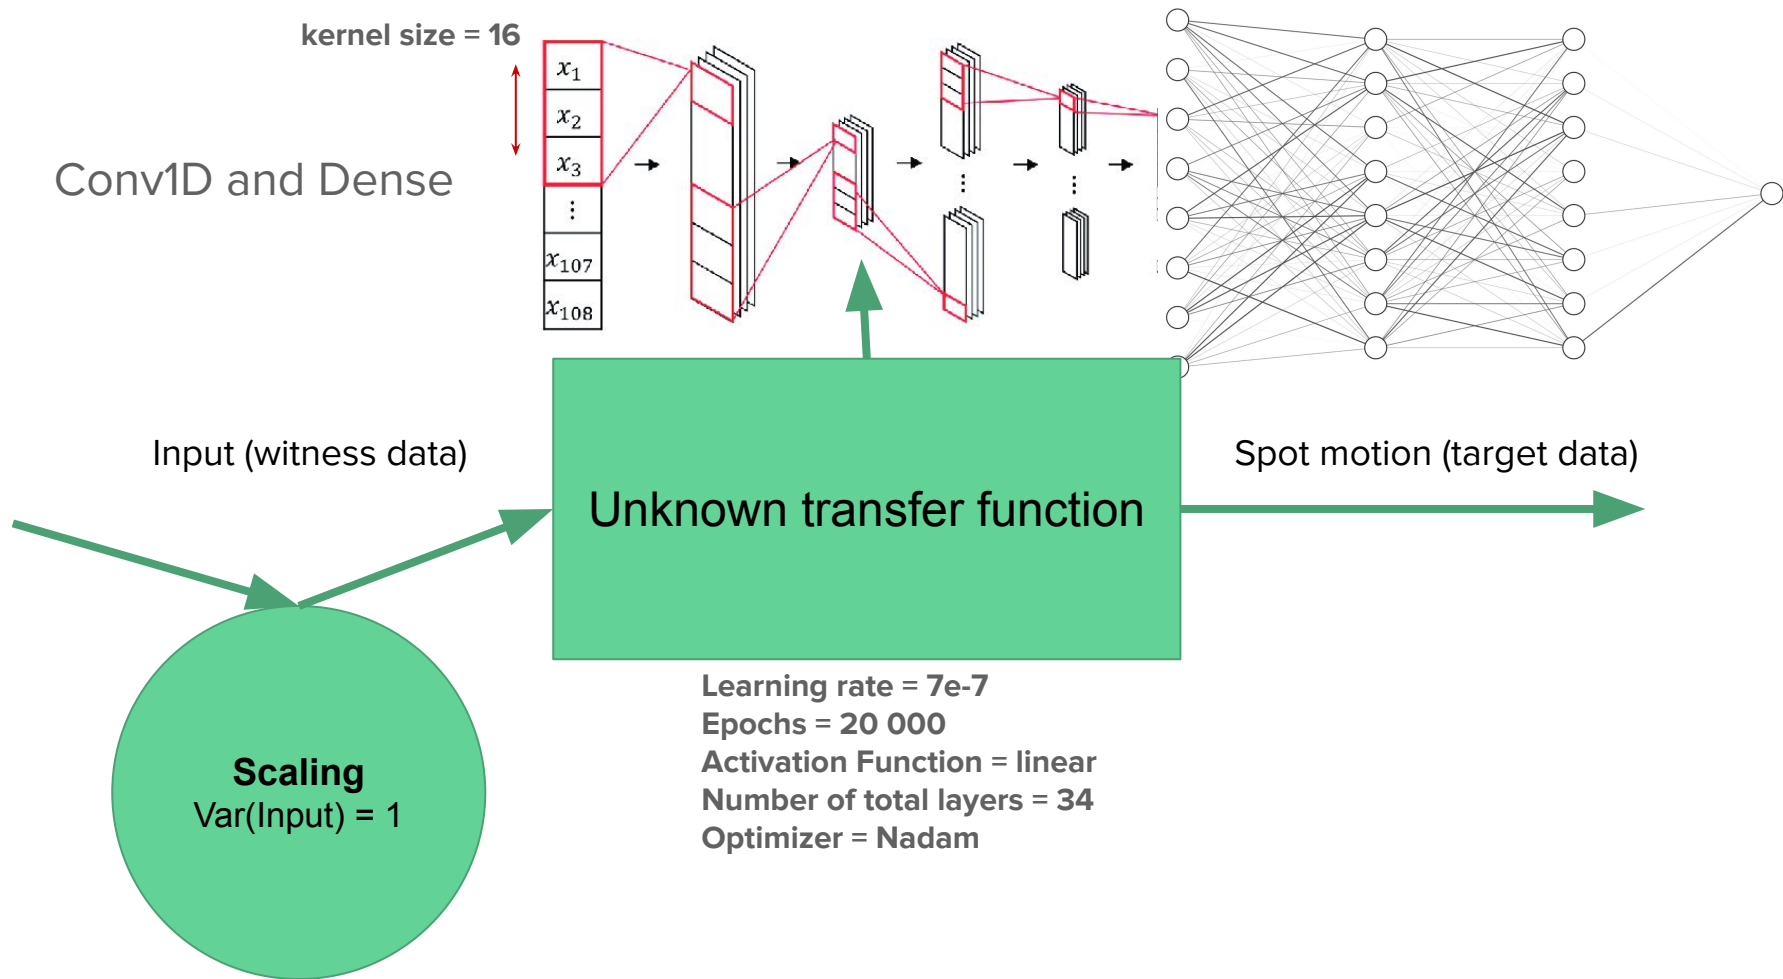 kernel size = 16
x1
x2
x3
⋮
x107
x108
Conv1D and Dense
Input (witness data)
Unknown transfer function
Spot motion (target data)
Scaling
Var(Input) = 1
Learning rate = 7e-7
Epochs = 20 000
Activation Function = linear
Number of total layers = 34
Optimizer = Nadam